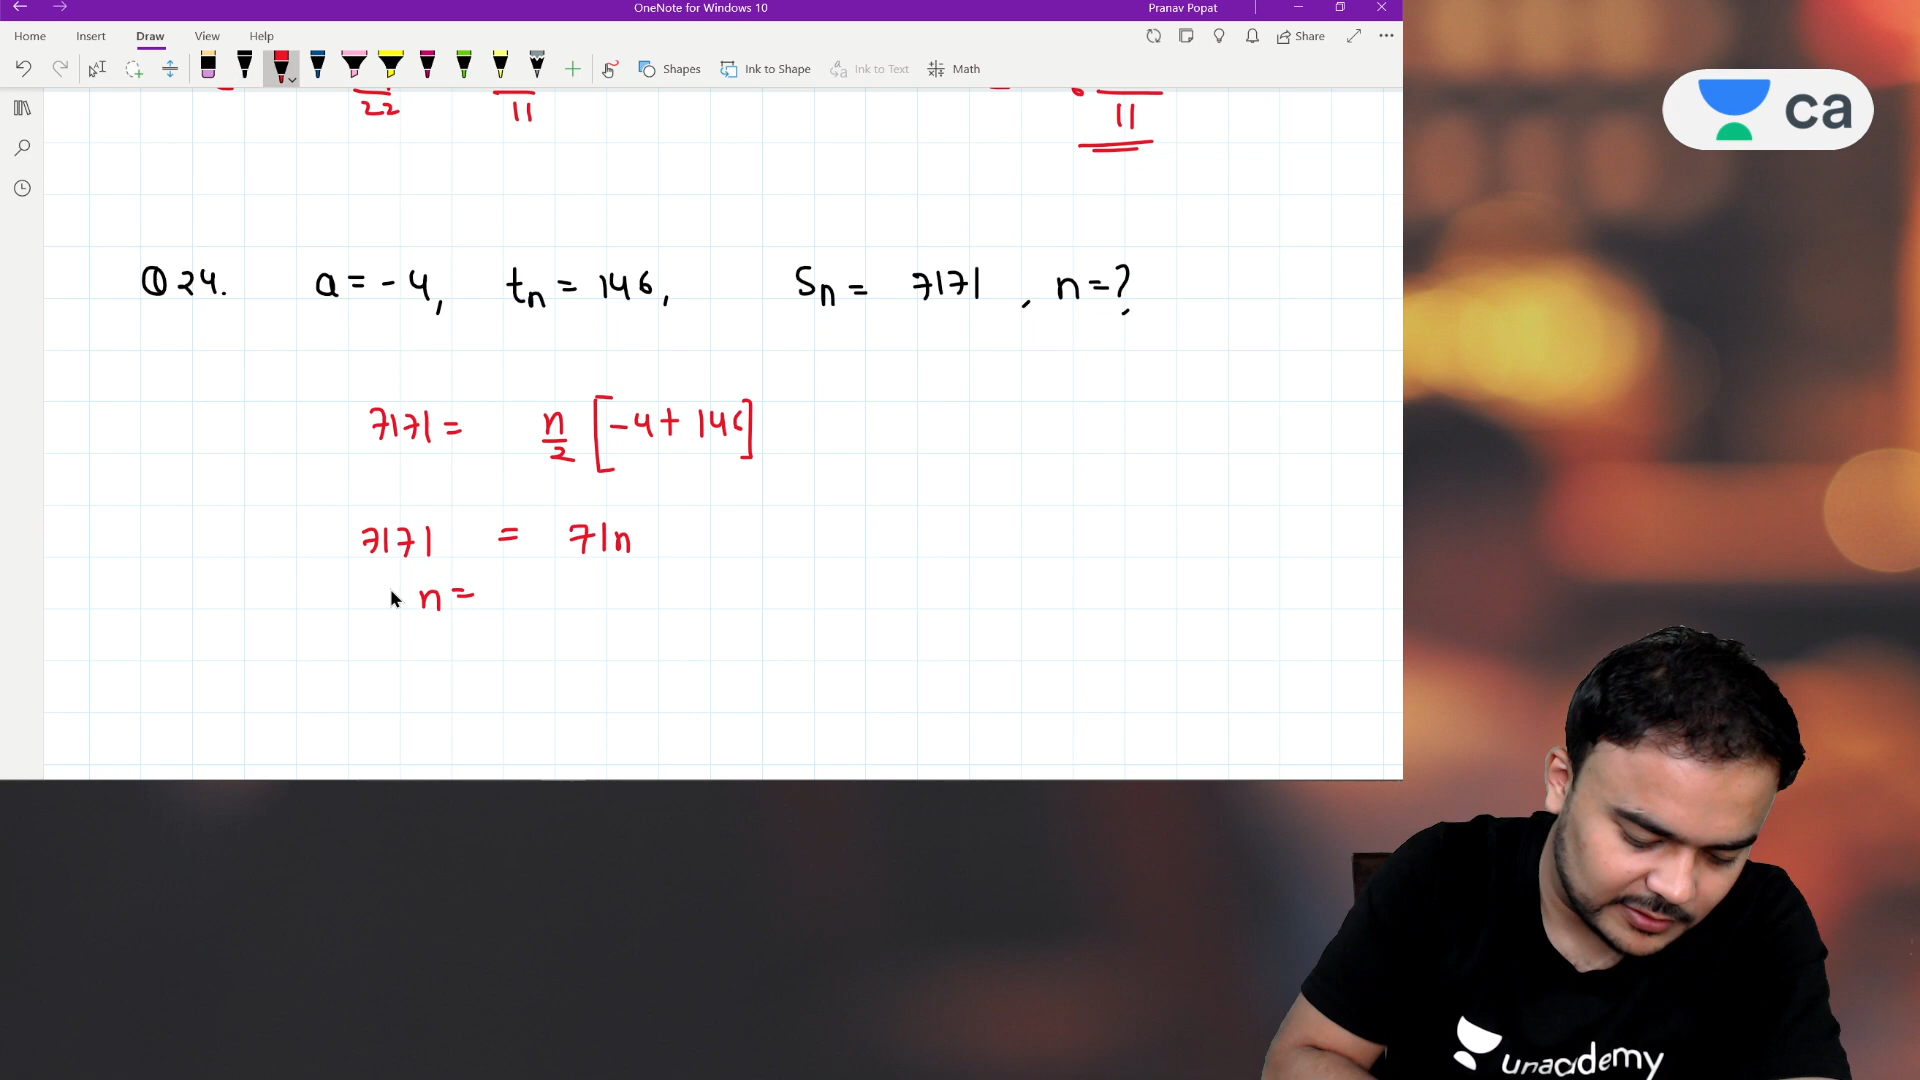 OneNote for Windows 10 Pranav Popat
Home Insert Draw View Help Share
Shapes Ink to Shape Ink to Text Math
22 11 11
Q24. a = -4, tn = 146, Sn = 7171, n = ?
7171 = n/2 [-4 + 146]
7171 = 71n
n =
ca
unacademy